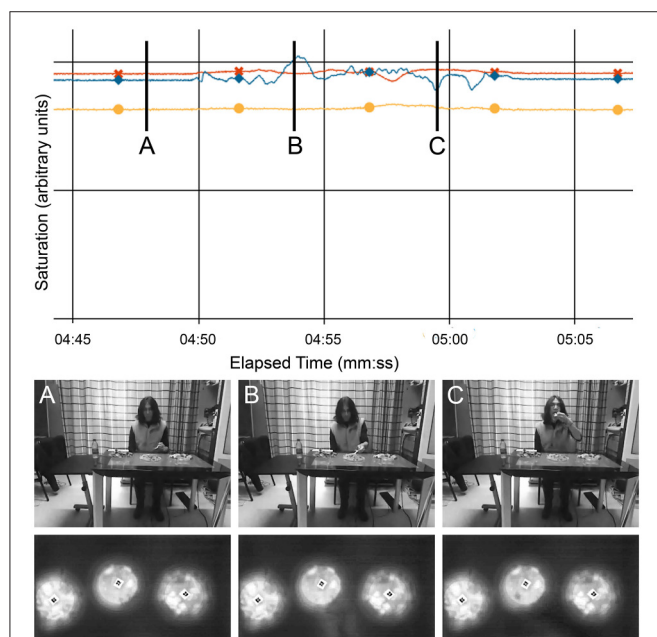 Saturation (arbitrary units)
A
B
C
04:45
04:50
04:55
05:00
05:05
Elapsed Time (mm:ss)
A
B
C